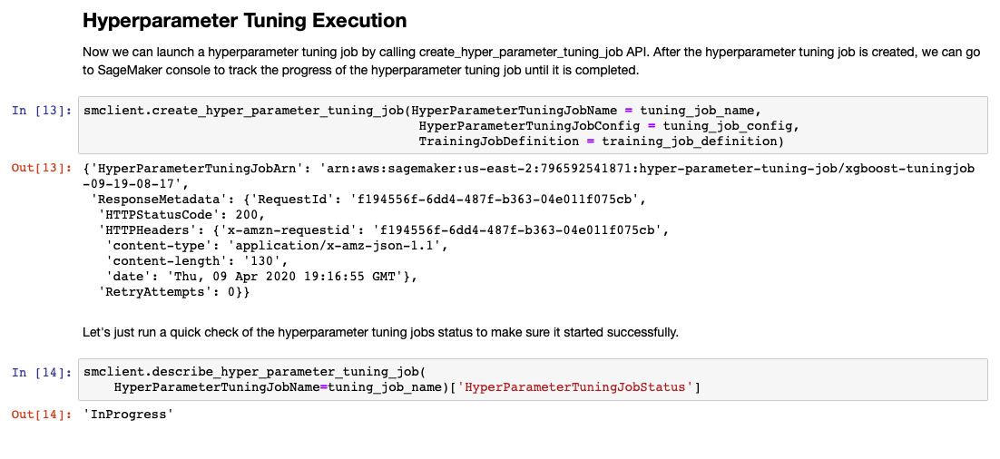 Hyperparameter Tuning Execution
Now we can launch a hyperparameter tuning job by calling create_hyper_parameter_tuning_job API. After the hyperparameter tuning job is created, we can go
to SageMaker console to track the progress of the hyperparameter tuning job until it is completed.
In [13]: smclient.create_hyper_parameter_tuning_job(HyperParameterTuningJobName = tuning_job_name,
HyperParameterTuningJobConfig = tuning_job_config,
TrainingJobDefinition = training_job_definition)
Out[13]: {'HyperParameterTuningJobArn': 'arn:aws:sagemaker:us-east-2:796592541871:hyper-parameter-tuning-job/xgboost-tuningjob
-09-19-08-17',
'ResponseMetadata': {'RequestId': 'f194556f-6dd4-487f-b363-04e011f075cb',
'HTTPStatusCode': 200,
'HTTPHeaders': {'x-amzn-requestid': 'f194556f-6dd4-487f-b363-04e011f075cb',
'content-type': 'application/x-amz-json-1.1',
'content-length': '130',
'date': 'Thu, 09 Apr 2020 19:16:55 GMT'},
'RetryAttempts': 0}}
Let's just run a quick check of the hyperparameter tuning jobs status to make sure it started successfully.
In [14]: smclient.describe_hyper_parameter_tuning_job(
HyperParameterTuningJobName=tuning_job_name)['HyperParameterTuningJobStatus']
Out[14]: 'InProgress'